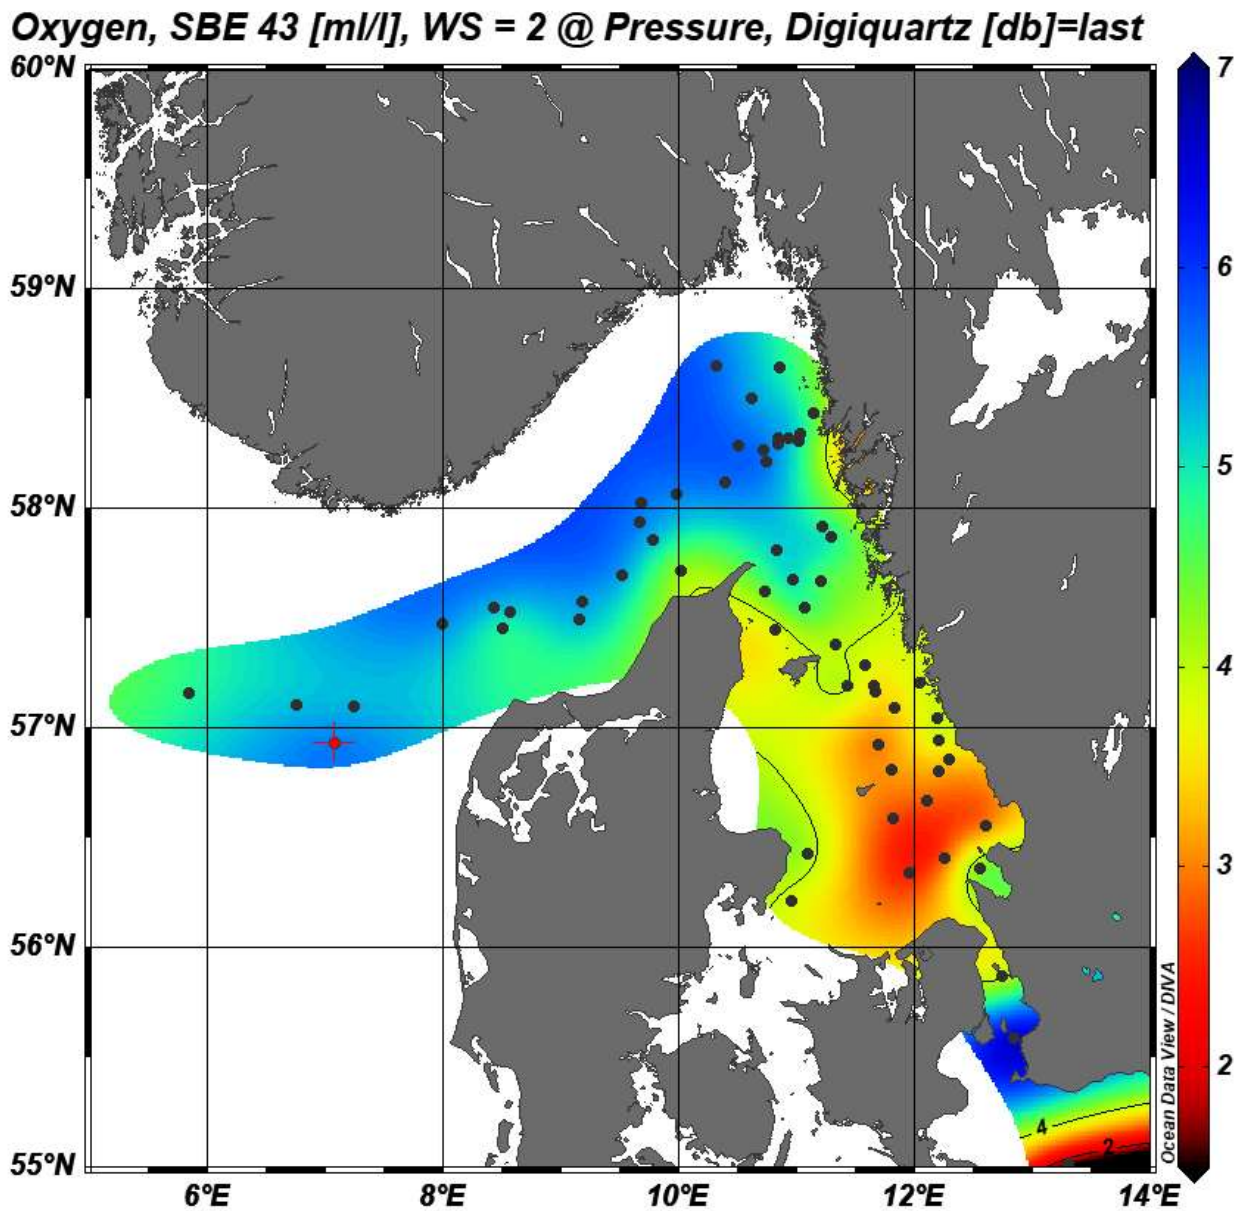 Oxygen, SBE 43 [ml/l], WS = 2 @ Pressure, Digiquartz [db]=last
60°N
59°N
58°N
57°N
56°N
55°N
6°E
8°E
10°E
12°E
14°E
4
2
Ocean Data View / DIVA
7
6
5
4
3
2